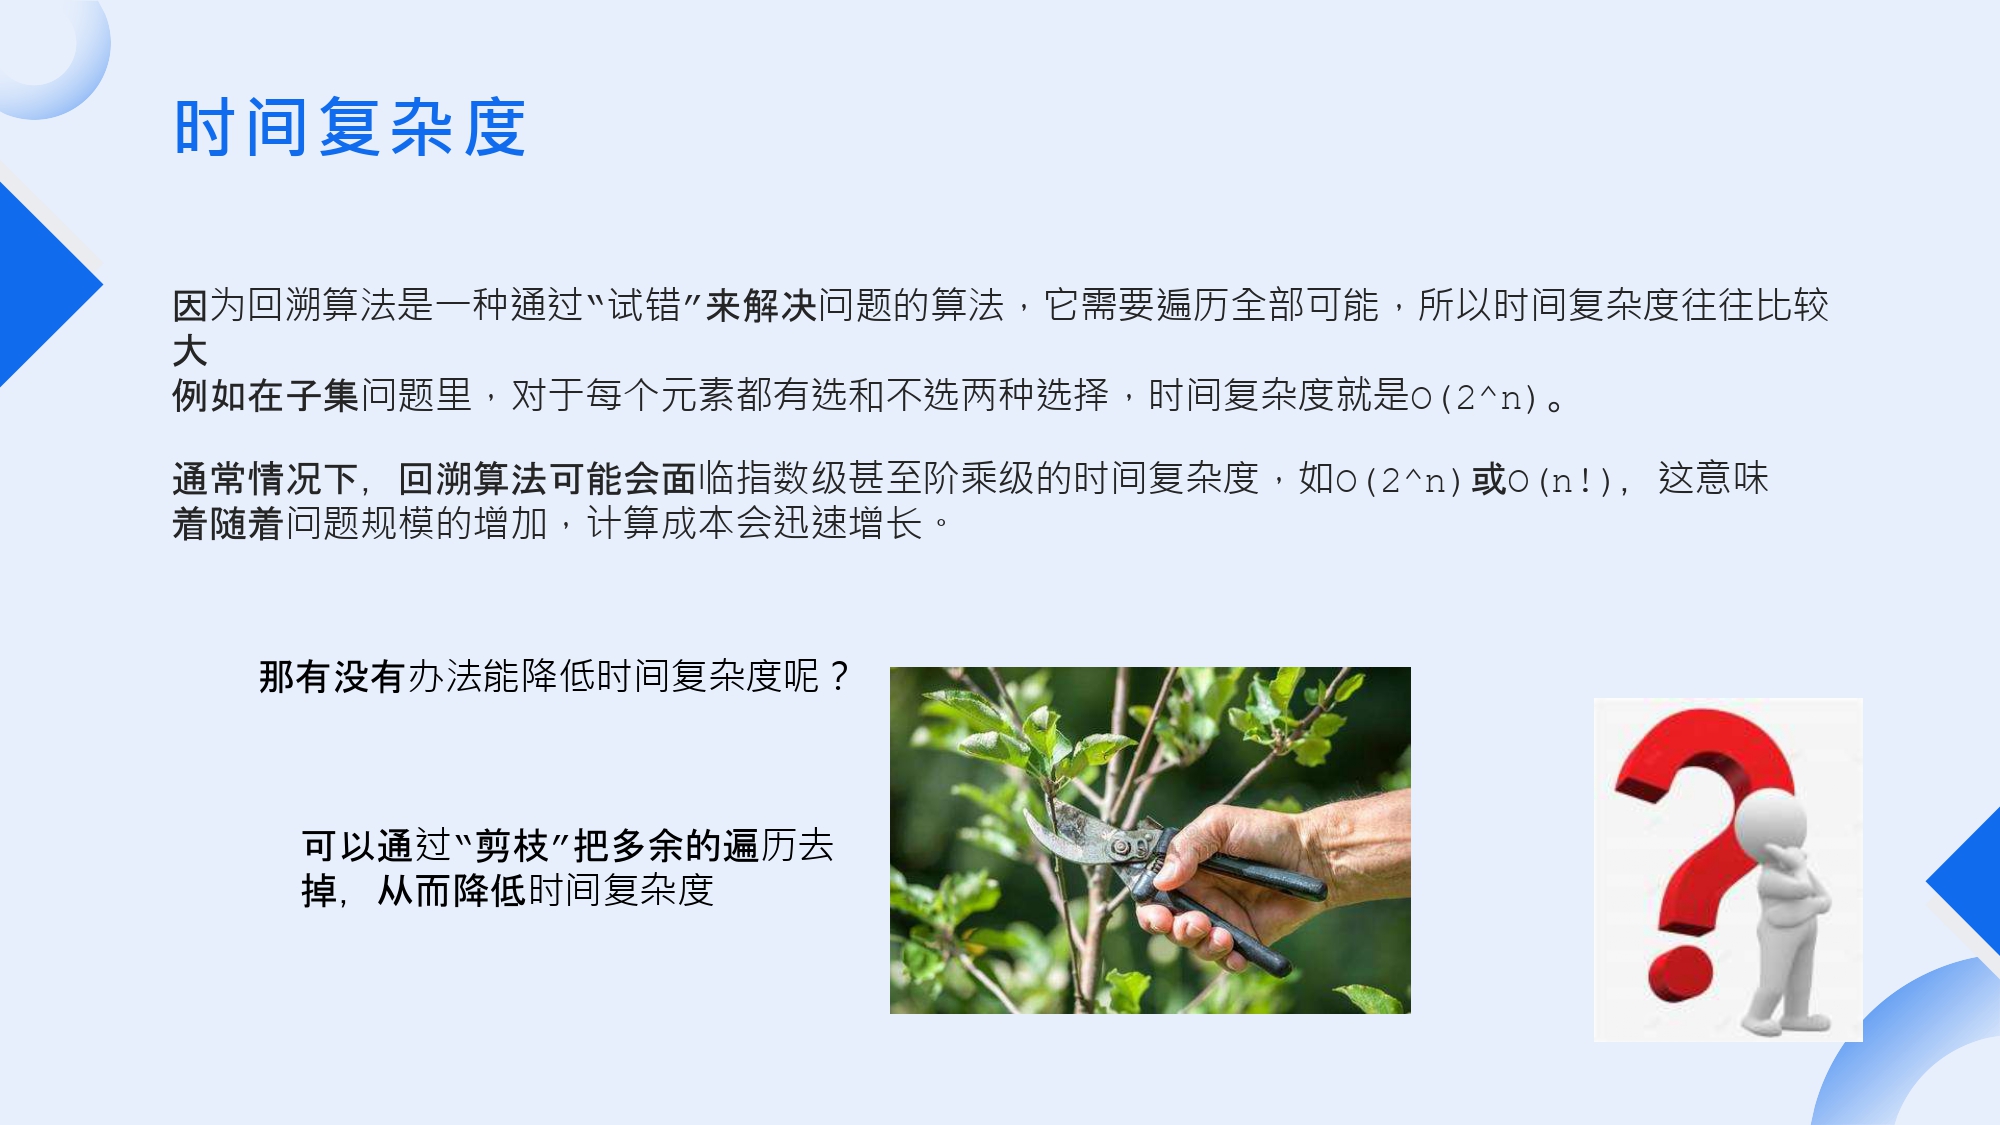 时间复杂度
因为回溯算法是一种通过“试错”来解决问题的算法，它需要遍历全部可能，所以时间复杂度往往比较
大
例如在子集问题里，对于每个元素都有选和不选两种选择，时间复杂度就是O(2^n)。
通常情况下，回溯算法可能会面临指数级甚至阶乘级的时间复杂度，如O(2^n)或O(n!)，这意味
着随着问题规模的增加，计算成本会迅速增长。
那有没有办法能降低时间复杂度呢？
可以通过“剪枝”把多余的遍历去
掉，从而降低时间复杂度